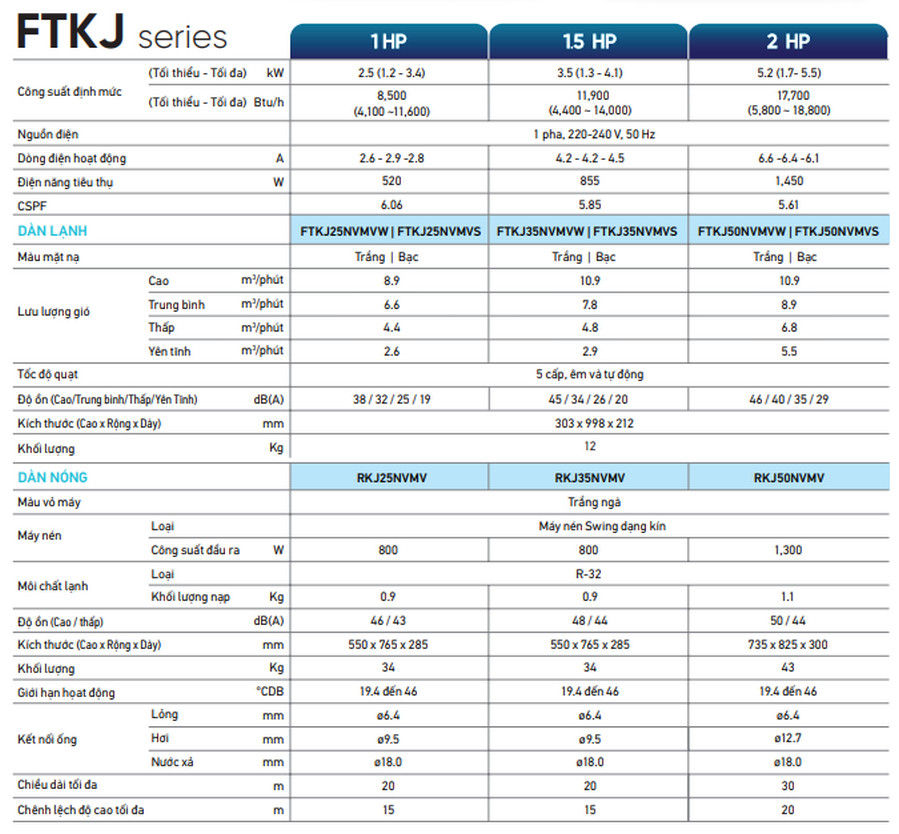 FTKJ series
1 HP 1.5 HP 2 HP
Công suất định mức
(Tối thiểu - Tối đa) kW 2.5 (1.2 - 3.4) 3.5 (1.3 - 4.1) 5.2 (1.7- 5.5)
(Tối thiểu - Tối đa) Btu/h 8,500 11,900 17,700
(4,100 ~11,600) (4,400 ~ 14,000) (5,800 ~ 18,800)
Nguồn điện 1 pha, 220-240 V, 50 Hz
Dòng điện hoạt động A 2.6 - 2.9 -2.8 4.2 - 4.2 - 4.5 6.6 -6.4 -6.1
Điện năng tiêu thụ W 520 855 1,450
CSPF 6.06 5.85 5.61
DÀN LẠNH FTKJ25NVMVW | FTKJ25NVMVS FTKJ35NVMVW | FTKJ35NVMVS FTKJ50NVMVW | FTKJ50NVMVS
Màu mặt nạ Trắng | Bạc Trắng | Bạc Trắng | Bạc
Lưu lượng gió
Cao m³/phút 8.9 10.9 10.9
Trung bình m³/phút 6.6 7.8 8.9
Thấp m³/phút 4.4 4.8 6.8
Yên tĩnh m³/phút 2.6 2.9 5.5
Tốc độ quạt 5 cấp, êm và tự động
Độ ồn (Cao/Trung bình/Thấp/Yên Tĩnh) dB(A) 38 / 32 / 25 / 19 45 / 34 / 26 / 20 46 / 40 / 35 / 29
Kích thước (Cao x Rộng x Dày) mm 303 x 998 x 212
Khối lượng Kg 12
DÀN NÓNG RKJ25NVMV RKJ35NVMV RKJ50NVMV
Màu vỏ máy Trắng ngà
Máy nén
Loại Máy nén Swing dạng kín
Công suất đầu ra W 800 800 1,300
Môi chất lạnh
Loại R-32
Khối lượng nạp Kg 0.9 0.9 1.1
Độ ồn (Cao / thấp) dB(A) 46 / 43 48 / 44 50 / 44
Kích thước (Cao x Rộng x Dày) mm 550 x 765 x 285 550 x 765 x 285 735 x 825 x 300
Khối lượng Kg 34 34 43
Giới hạn hoạt động °CDB 19.4 đến 46 19.4 đến 46 19.4 đến 46
Kết nối ống
Lỏng mm ø6.4 ø6.4 ø6.4
Hơi mm ø9.5 ø9.5 ø12.7
Nước xả mm ø18.0 ø18.0 ø18.0
Chiều dài tối đa m 20 20 30
Chênh lệch độ cao tối đa m 15 15 20